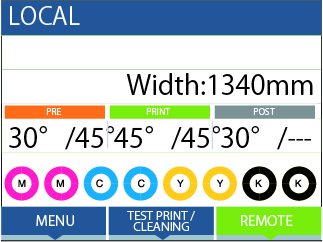 LOCAL
Width:1340mm
PRE PRINT POST
30° /45° 45° /45° 30° /---
M M C C Y Y K K
MENU TEST PRINT / CLEANING REMOTE